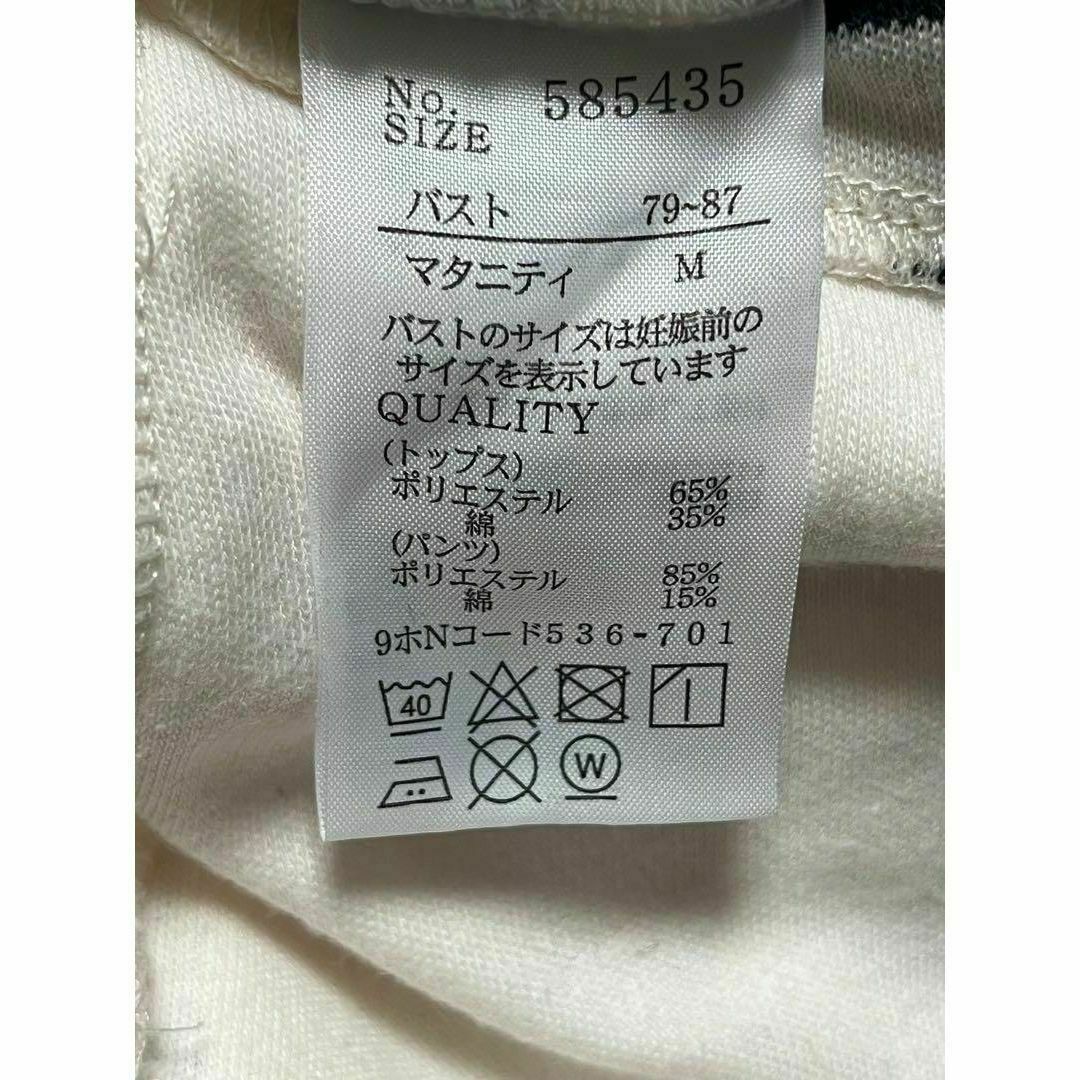 No. 585435
SIZE
バスト 79~87
マタニティ M
バストのサイズは妊娠前の
サイズを表示しています
QUALITY
(トップス)
ポリエステル 65%
綿 35%
(パンツ)
ポリエステル 85%
綿 15%
9ホNコード536-701
40
W